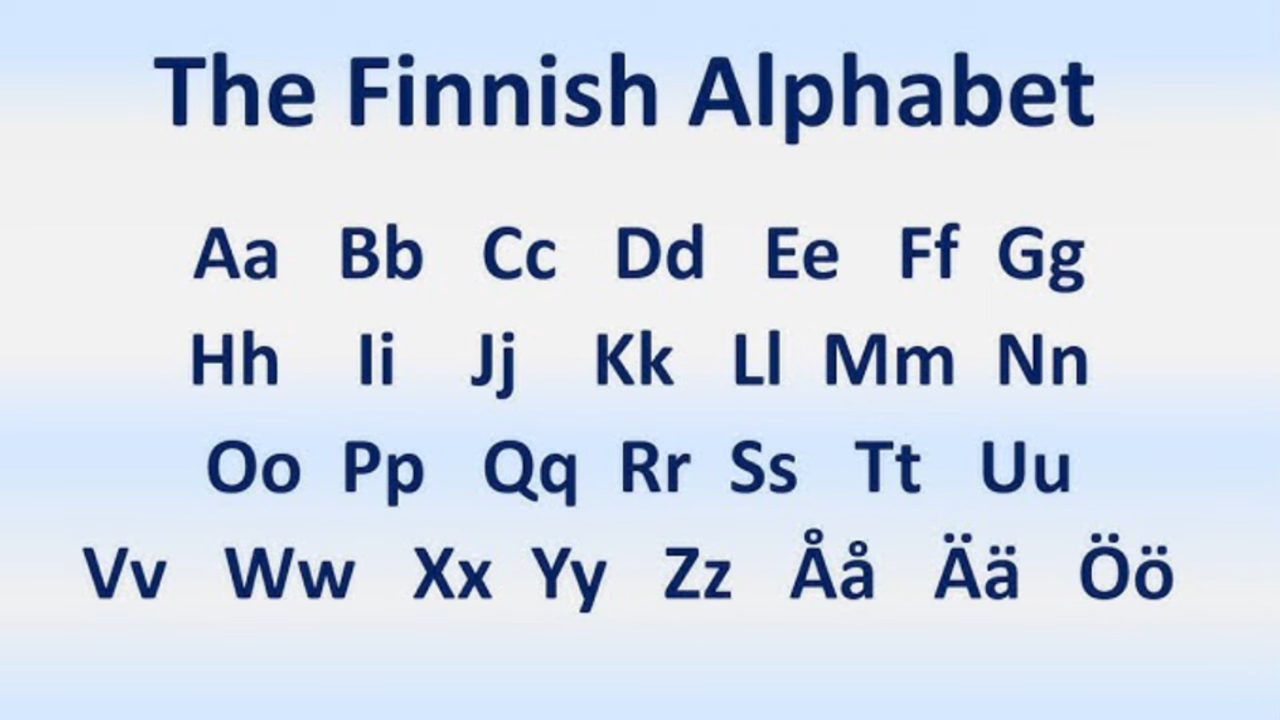 The Finnish Alphabet
Aa Bb Cc Dd Ee Ff Gg
Hh Ii Jj Kk Ll Mm Nn
Oo Pp Qq Rr Ss Tt Uu
Vv Ww Xx Yy Zz Åå Ää Öö